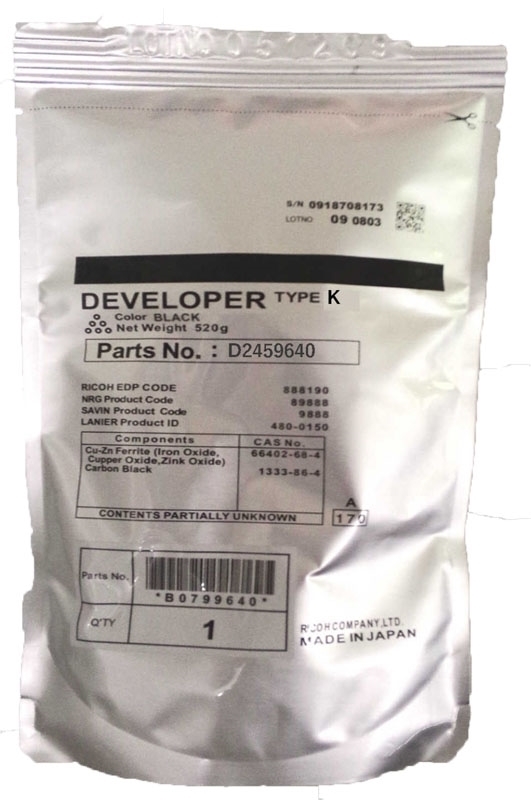 LOTNO 051209
S/N 0918708173
LOTNO 09 0803
DEVELOPER TYPE K
Color BLACK
Net Weight 520g
Parts No. : D2459640
RICOH EDP CODE 888190
NRG Product Code 89888
SAVIN Product Code 9888
LANIER Product ID 480-0150
Components CAS No.
Cu-Zn Ferrite (Iron Oxide, 66402-68-4
Cupper Oxide,Zink Oxide)
Carbon Black 1333-86-4
CONTENTS PARTIALLY UNKNOWN
A
170
Parts No. *B0799640*
Q'TY 1
RICOH COMPANY,LTD.
MADE IN JAPAN